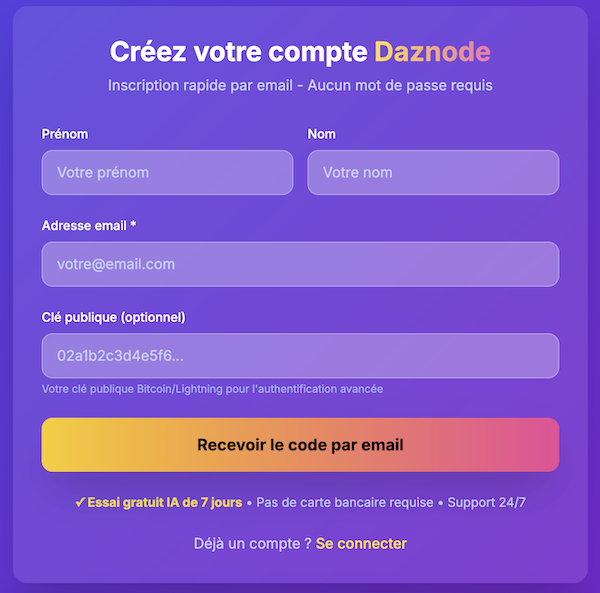 Créez votre compte Daznode
Inscription rapide par email - Aucun mot de passe requis
Prénom
Nom
Votre prénom
Votre nom
Adresse email *
votre@email.com
Clé publique (optionnel)
02a1b2c3d4e5f6...
Votre clé publique Bitcoin/Lightning pour l'authentification avancée
Recevoir le code par email
✓ Essai gratuit IA de 7 jours • Pas de carte bancaire requise • Support 24/7
Déjà un compte ? Se connecter